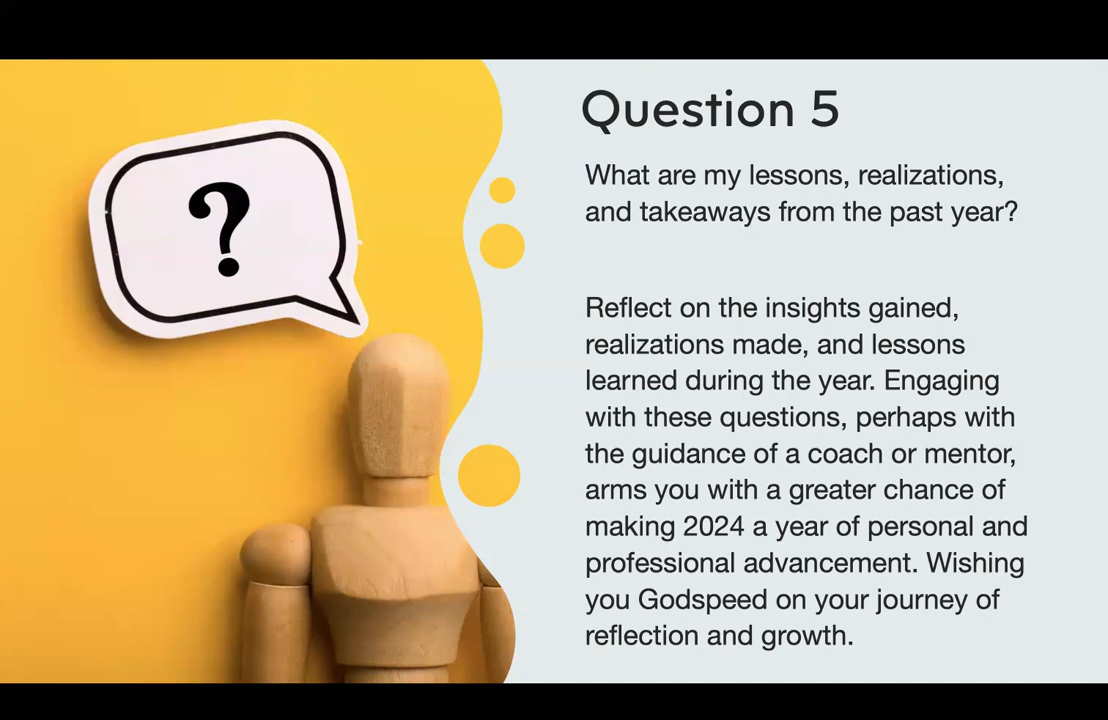 ?
Question 5
What are my lessons, realizations,
and takeaways from the past year?
Reflect on the insights gained,
realizations made, and lessons
learned during the year. Engaging
with these questions, perhaps with
the guidance of a coach or mentor,
arms you with a greater chance of
making 2024 a year of personal and
professional advancement. Wishing
you Godspeed on your journey of
reflection and growth.